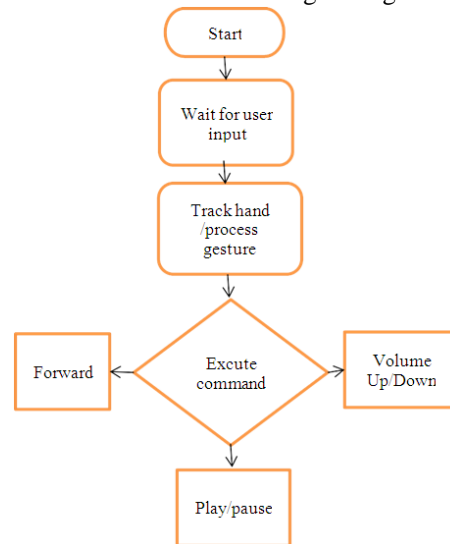 Start
Wait for user
input
Track hand
/process
gesture
Excute
command
Forward
Volume
Up/Down
Play/pause